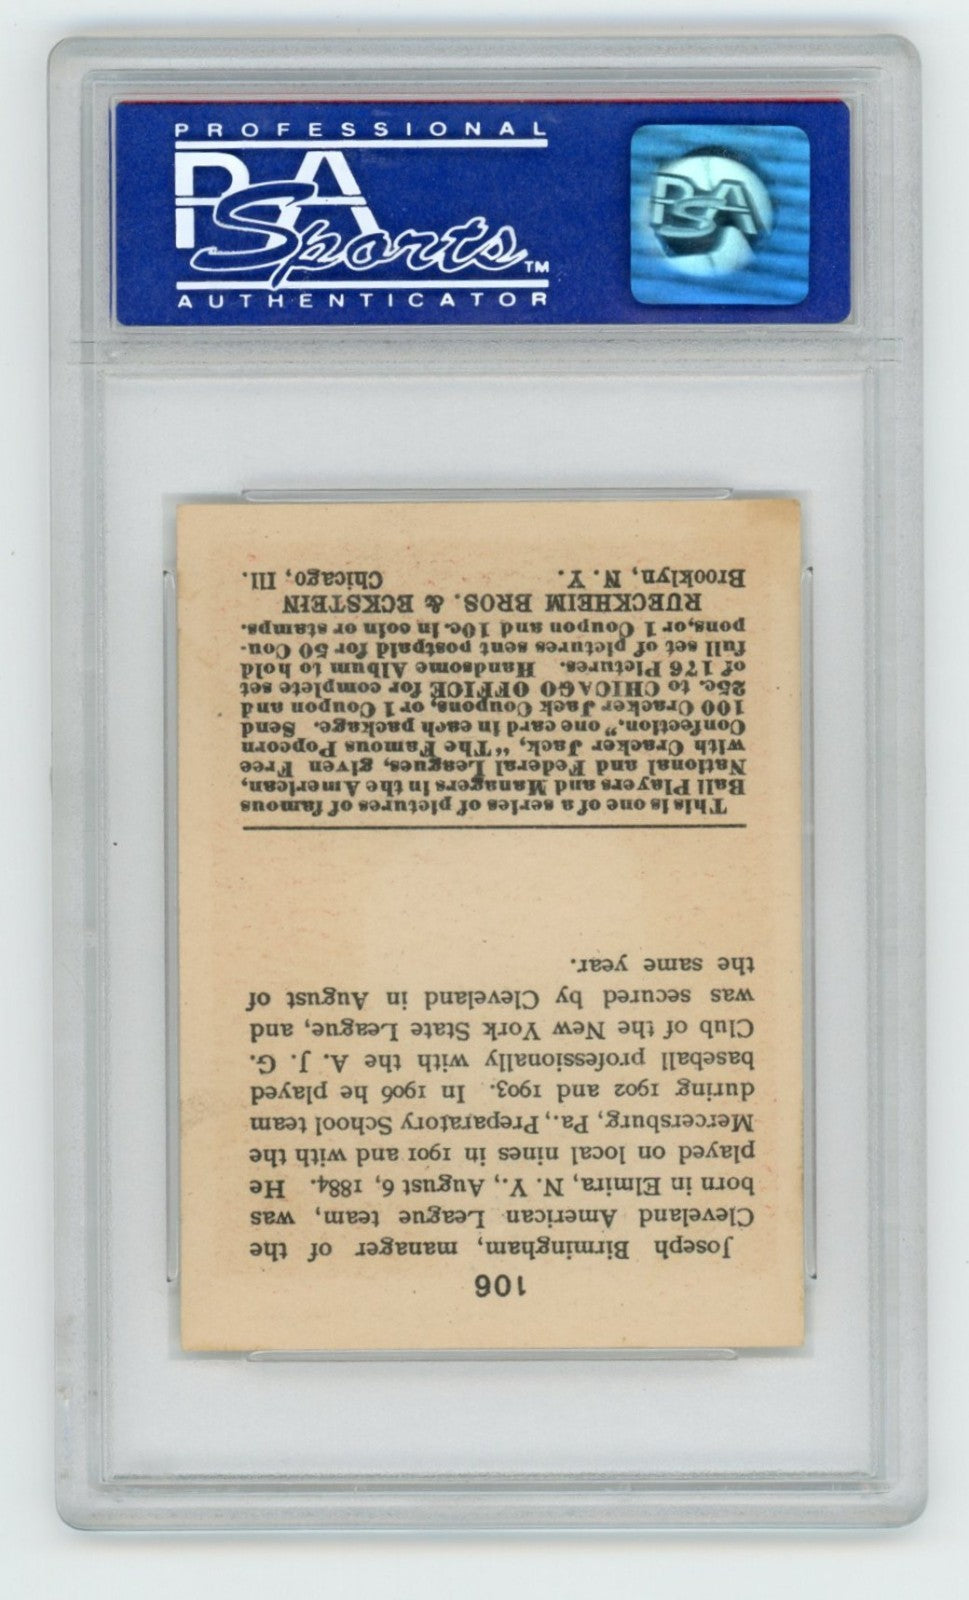 PROFESSIONAL
PSA
Sports™
AUTHENTICATOR
PSA
106
Joseph Birmingham, manager of the
Cleveland American League team, was
born in Elmira, N. Y., August 6, 1884. He
played on local nines in 1901 and with the
Mercersburg, Pa., Preparatory School team
during 1902 and 1903. In 1906 he played
baseball professionally with the A. J. G.
Club of the New York State League, and
was secured by Cleveland in August of
the same year.
This is one of a series of pictures of famous
Ball Players and Managers in the American,
National and Federal Leagues, given Free
with Cracker Jack, "The Famous Popcorn
Confection," one card in each package. Send
100 Cracker Jack Coupons, or 1 Coupon and
25c. to CHICAGO OFFICE for complete set
of 176 Pictures. Handsome Album to hold
full set of pictures sent postpaid for 50 Cou-
pons, or 1 Coupon and 10c. in coin or stamps.
RUECKHEIM BROS. & ECKSTEIN
Brooklyn, N. Y. Chicago, Ill.